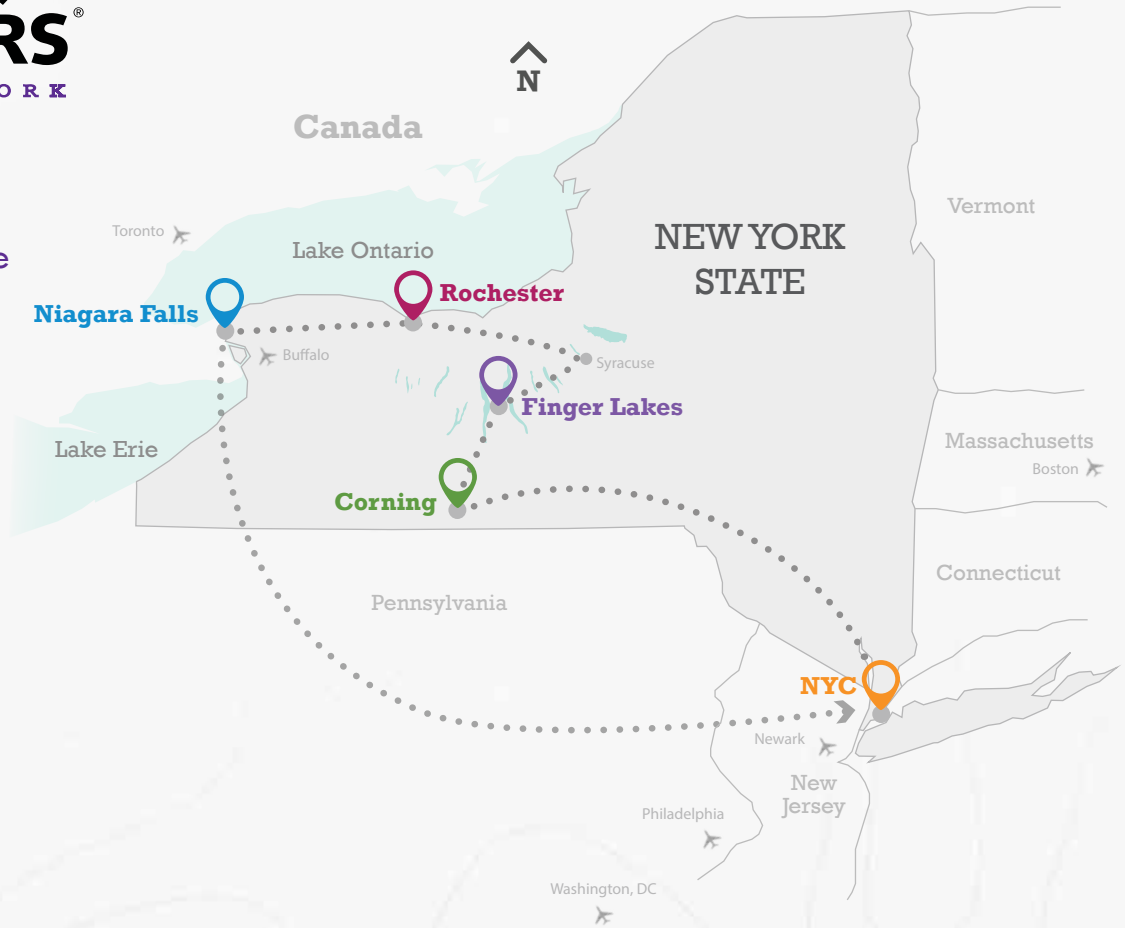 RS®
ORK
N
Canada
Vermont
Toronto
NEW YORK
STATE
Lake Ontario
e
Rochester
Niagara Falls
Buffalo
Syracuse
Finger Lakes
Massachusetts
Lake Erie
Boston
Corning
Connecticut
Pennsylvania
NYC
Newark
New
Jersey
Philadelphia
Washington, DC